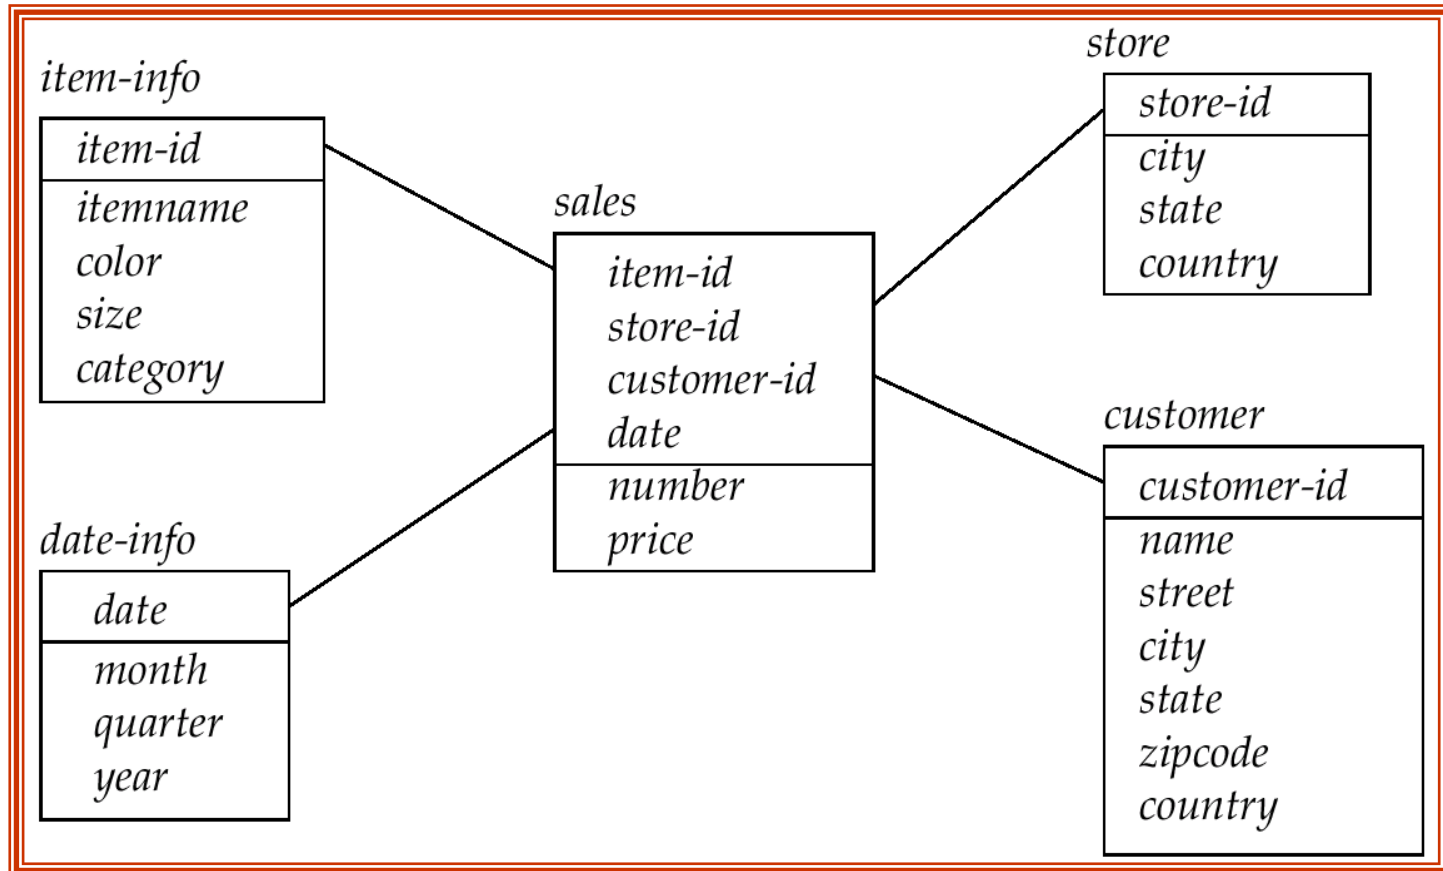 item-info
item-id
itemname
color
size
category
date-info
date
month
quarter
year
sales
item-id
store-id
customer-id
date
number
price
store
store-id
city
state
country
customer
customer-id
name
street
city
state
zipcode
country